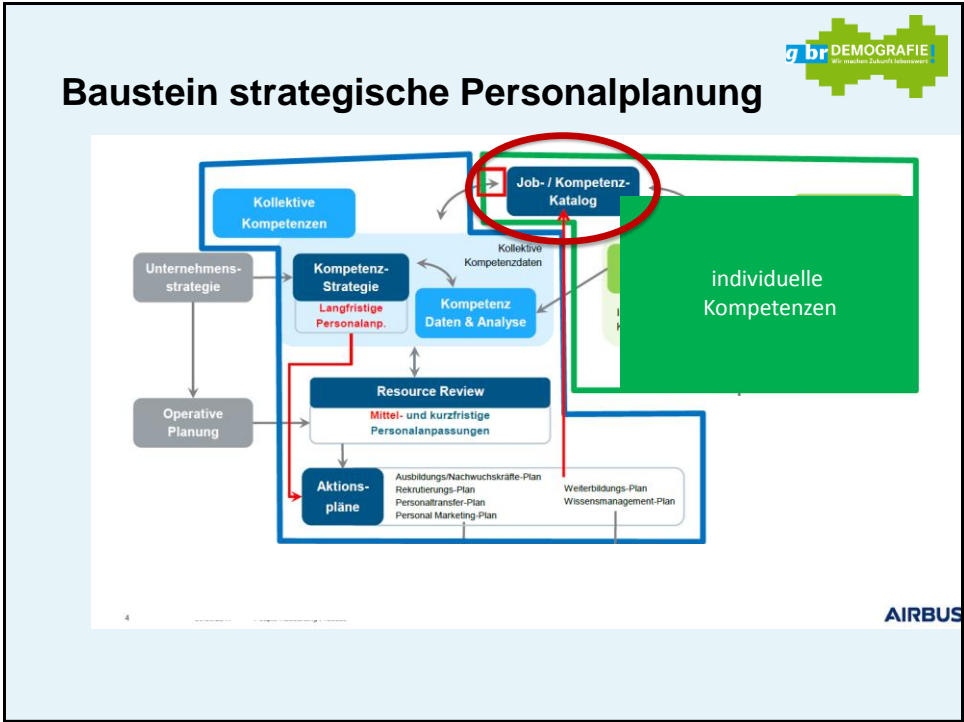 g br DEMOGRAFIE!
Wir machen Zukunft lebenswert
Baustein strategische Personalplanung
Job- / Kompetenz-
Katalog
Kollektive
Kompetenzen
Kollektive
Kompetenzdaten
Unternehmens-
strategie
Kompetenz-
Strategie
Langfristige
Personalanp.
Kompetenz
Daten & Analyse
individuelle
Kompetenzen
Resource Review
Mittel- und kurzfristige
Personalanpassungen
Operative
Planung
Aktions-
pläne
Ausbildungs/Nachwuchskräfte-Plan
Rekrutierungs-Plan
Personaltransfer-Plan
Personal Marketing-Plan
Weiterbildungs-Plan
Wissensmanagement-Plan
4
AIRBUS